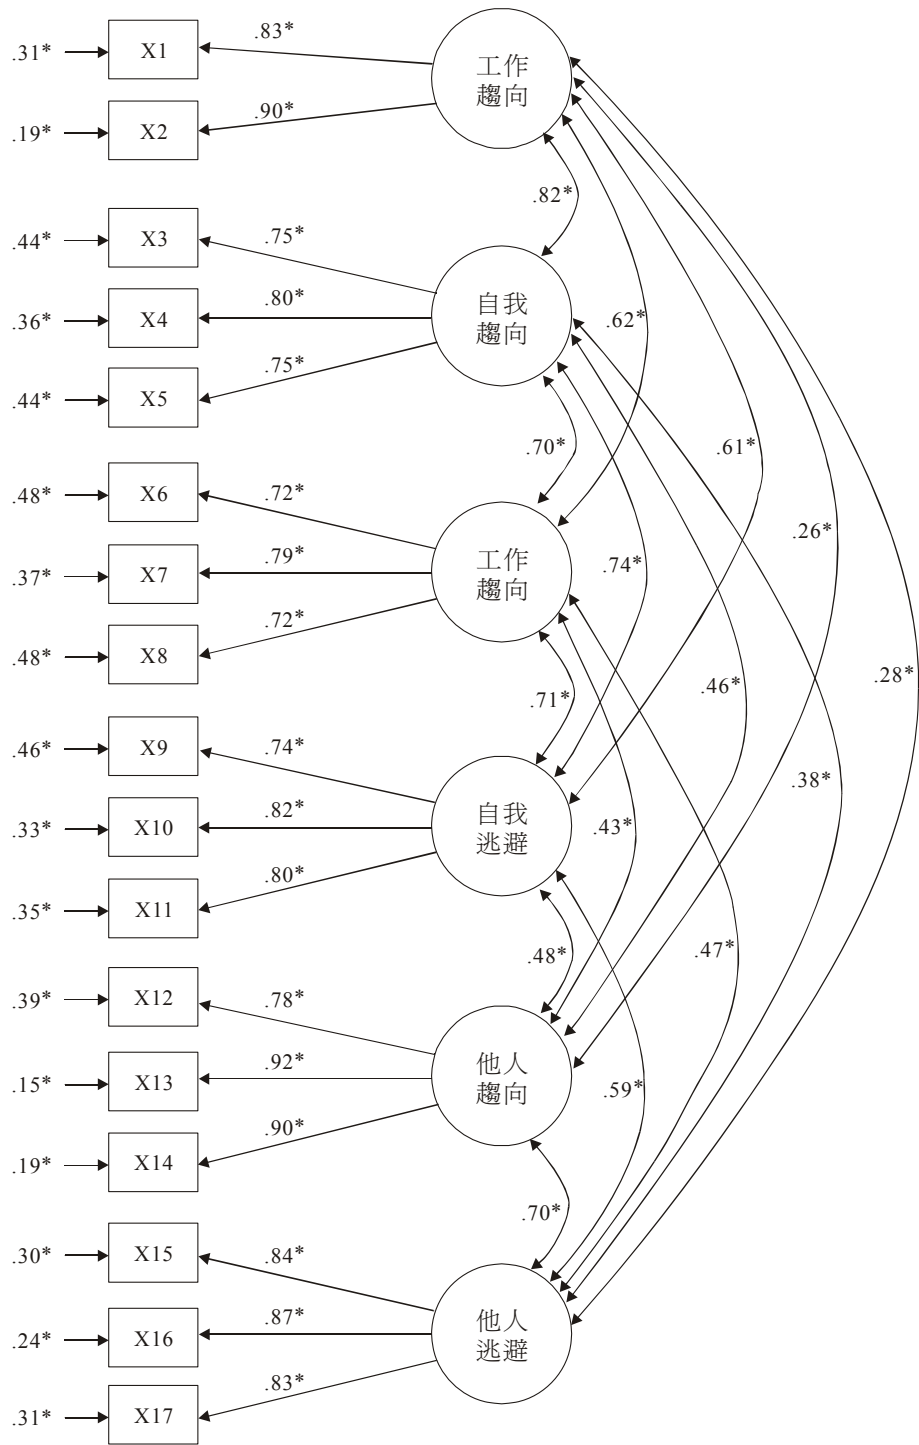 .31*
X1
.83*
工作
趨向
.19*
X2
.90*
.82*
.44*
X3
.75*
自我
趨向
.36*
X4
.80*
.62*
.44*
X5
.75*
.70*
.61*
.48*
X6
.72*
工作
趨向
.26*
.37*
X7
.79*
.74*
.48*
X8
.72*
.71*
.46*
.28*
.46*
X9
.74*
自我
逃避
.38*
.33*
X10
.82*
.43*
.35*
X11
.80*
.48*
.47*
.39*
X12
.78*
他人
趨向
.15*
X13
.92*
.59*
.19*
X14
.90*
.70*
.30*
X15
.84*
他人
逃避
.24*
X16
.87*
.31*
X17
.83*